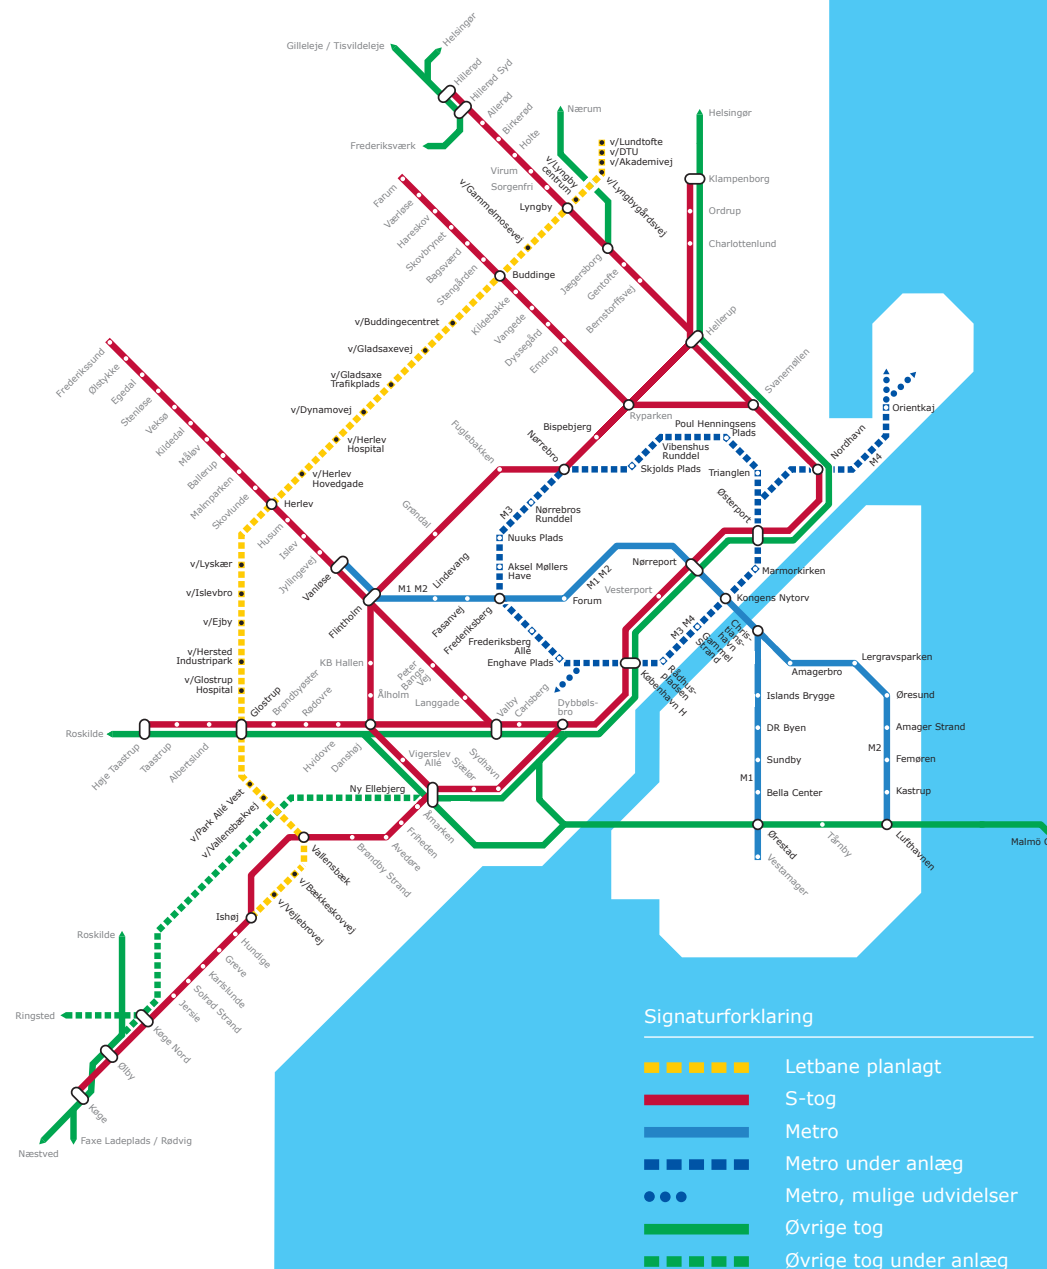 Helsingør
Gilleleje / Tisvildeleje
Hillerød
Hillerød Syd
Allerød
Birkerød
Holte
Frederiksværk
Virum
Sorgenfri
Lyngby
Nærum
Helsingør
v/Lundtofte
v/DTU
v/Akademivej
v/Lyngby
centrum
v/Lyngbygårdsvej
v/Gammelmosevej
Klampenborg
Ordrup
Charlottenlund
Farum
Værløse
Hareskov
Skovbrynet
Bagsværd
Stengården
Buddinge
Kildebakke
Vangede
Dyssegård
Emdrup
Jægersborg
Gentofte
Bernstorffsvej
Hellerup
Svanemøllen
Ryparken
v/Buddingecentret
v/Gladsaxevej
v/Gladsaxe
Trafikplads
v/Dynamovej
v/Herlev
Hospital
v/Herlev
Hovedgade
Herlev
Frederikssund
Ølstykke
Egedal
Stenløse
Veksø
Kildedal
Måløv
Ballerup
Malmparken
Skovlunde
Husum
Islev
Jyllingevej
Vanløse
Flintholm
Fuglebakken
Grøndal
Bispebjerg
Nørrebro
Poul Henningsens
Plads
Vibenshus
Runddel
Skjolds Plads
Trianglen
Østerport
Nordhavn
M4
Orientkaj
M3
Nørrebros
Runddel
Nuuks Plads
Aksel Møllers
Have
M1 M2
Lindevang
Fasanvej
Frederiksberg
Forum
M1 M2
Nørreport
Vesterport
Marmorkirken
Kongens Nytorv
M3 M4
Gammel
Strand
Chris-
tians-
havn
Rådhus-
pladsen
København H
Frederiksberg
Allé
Enghave Plads
v/Lyskær
v/Islevbro
v/Ejby
v/Hersted
Industripark
v/Glostrup
Hospital
Glostrup
Brøndbyøster
Rødovre
Hvidovre
Danshøj
KB Hallen
Ålholm
Peter
Bangs
Vej
Langgade
Valby
Carlsberg
Dybbøls-
bro
Roskilde
Høje Taastrup
Taastrup
Albertslund
Vigerslev
Allé
Sjælør
Sydhavn
Ny Ellebjerg
Åmarken
Friheden
Avedøre
Brøndby Strand
Vallensbæk
v/Park Allé Vest
v/Vallensbækvej
v/Bækkeskovvej
v/Vejlebrovej
Ishøj
Hundige
Greve
Karlslunde
Solrød Strand
Jersie
Køge Nord
Ølby
Køge
Roskilde
Ringsted
Næstved
Faxe Ladeplads / Rødvig
Amagerbro
Lergravsparken
Islands Brygge
DR Byen
Sundby
M1
Bella Center
Ørestad
Vestamager
Øresund
Amager Strand
M2
Femøren
Kastrup
Lufthavnen
Tårnby
Malmö
Signaturforklaring
Letbane planlagt
S-tog
Metro
Metro under anlæg
Metro, mulige udvidelser
Øvrige tog
Øvrige tog under anlæg